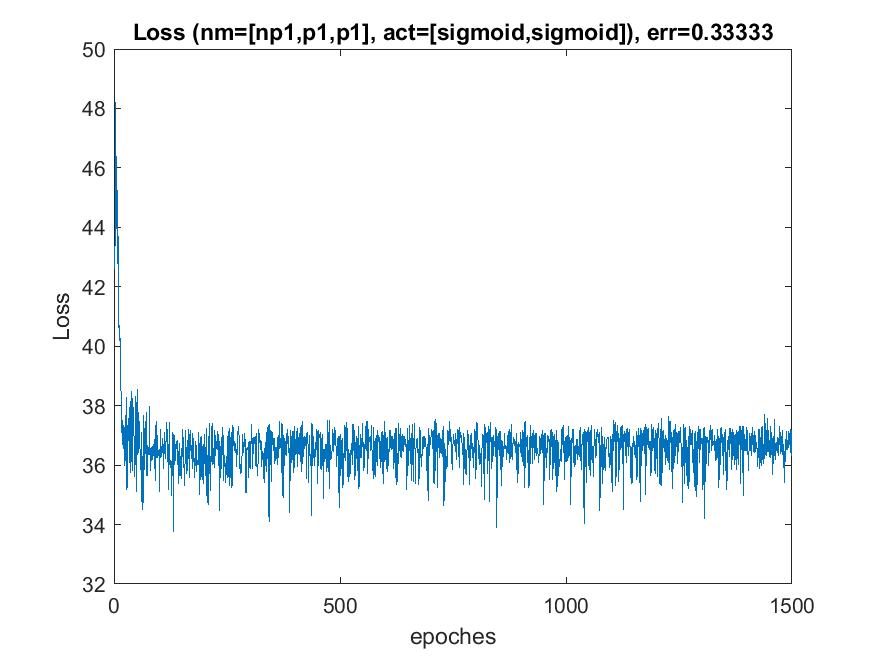 Loss (nm=[np1,p1,p1], act=[sigmoid,sigmoid]), err=0.33333
50
48
46
44
42
40
38
36
34
32
Loss
0 500 1000 1500
epoches